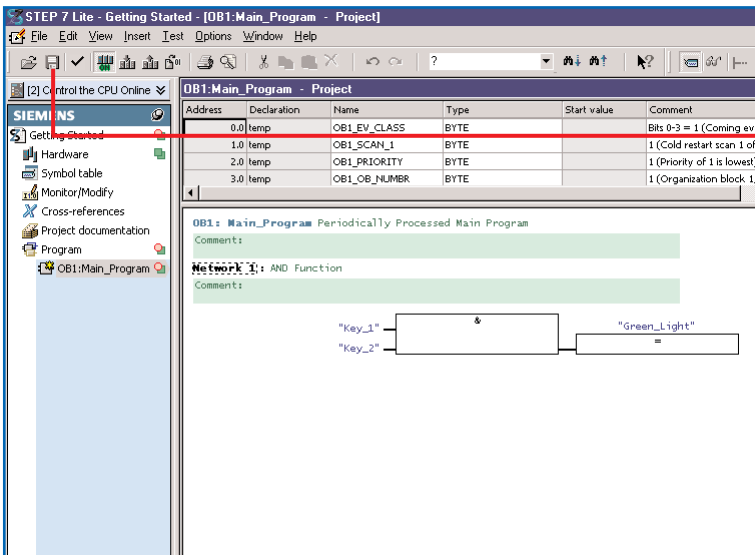 STEP 7 Lite - Getting Started - [OB1:Main_Program - Project]
File Edit View Insert Test Options Window Help
ON
?
[2] Control the CPU Online
SIEMENS
Getting Started
Hardware
Symbol table
Monitor/Modify
Cross-references
Project documentation
Program
OB1:Main_Program
OB1:Main_Program - Project
Address Declaration Name Type Start value Comment
0.0 temp OB1_EV_CLASS BYTE Bits 0-3 = 1 (Coming ev
1.0 temp OB1_SCAN_1 BYTE 1 (Cold restart scan 1 of
2.0 temp OB1_PRIORITY BYTE 1 (Priority of 1 is lowest)
3.0 temp OB1_OB_NUMBR BYTE 1 (Organization block 1,
OB1: Main_Program Periodically Processed Main Program
Comment:
Network 1: AND Function
Comment:
&
"Key_1"
"Key_2"
"Green_Light"
=